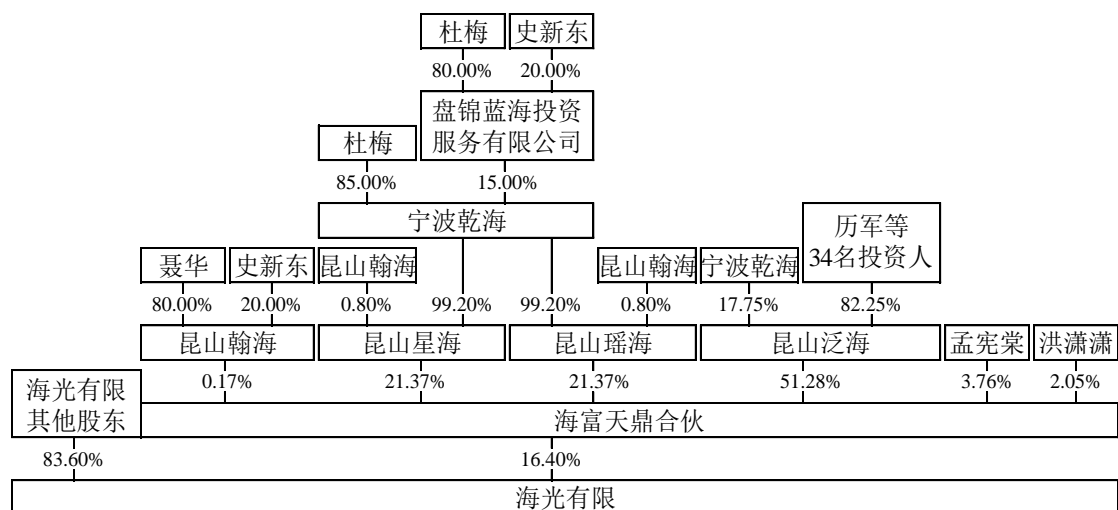 杜梅
史新东
80.00%
20.00%
盘锦蓝海投资
服务有限公司
杜梅
85.00%
15.00%
宁波乾海
历军等
34名投资人
聂华
史新东
昆山翰海
昆山翰海
宁波乾海
80.00%
20.00%
0.80%
99.20%
99.20%
0.80%
17.75%
82.25%
昆山翰海
昆山星海
昆山瑶海
昆山泛海
孟宪棠
洪潇潇
0.17%
21.37%
21.37%
51.28%
3.76%
2.05%
海光有限
其他股东
海富天鼎合伙
83.60%
16.40%
海光有限